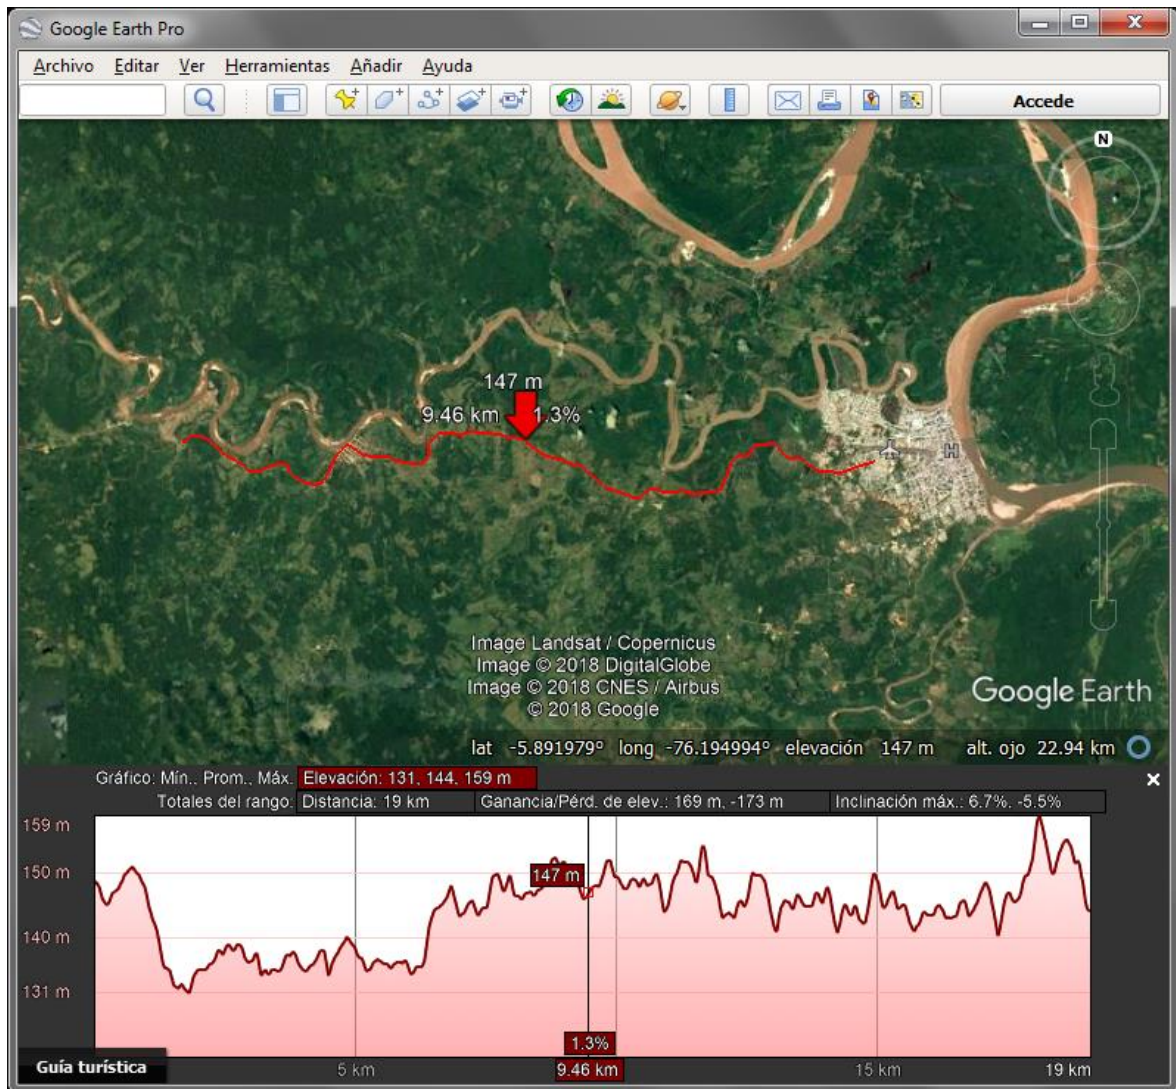 Google Earth Pro
Archivo Editar Ver Herramientas Añadir Ayuda
Accede
N
147 m
9.46 km 1.3%
H
Image Landsat / Copernicus
Image © 2018 DigitalGlobe
Image © 2018 CNES / Airbus
© 2018 Google
Google Earth
lat -5.891979º long -76.194994º elevación 147 m alt. ojo 22.94 km
Gráfico: Mín., Prom., Máx. Elevación: 131, 144, 159 m
Totales del rango: Distancia: 19 km Ganancia/Pérd. de elev.: 169 m, -173 m Inclinación máx.: 6.7%, -5.5%
159 m
150 m
147 m
140 m
131 m
1.3%
Guía turística 5 km 9.46 km 15 km 19 km